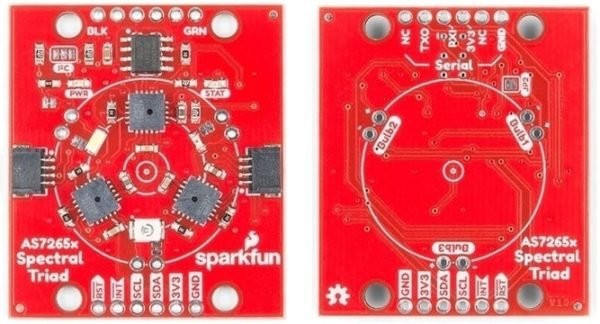 BLK GRN
I²C
PWR STAT
AS7265x
Spectral
Triad
sparkfun
RST INT SCL SDA 3V3 GND
NC TXO RXI 3V3 NC GND
Serial
JP2
Bulb2 Bulb1
Bulb3
AS7265x
Spectral
Triad
GND 3V3 SDA SCL INT RST
V10